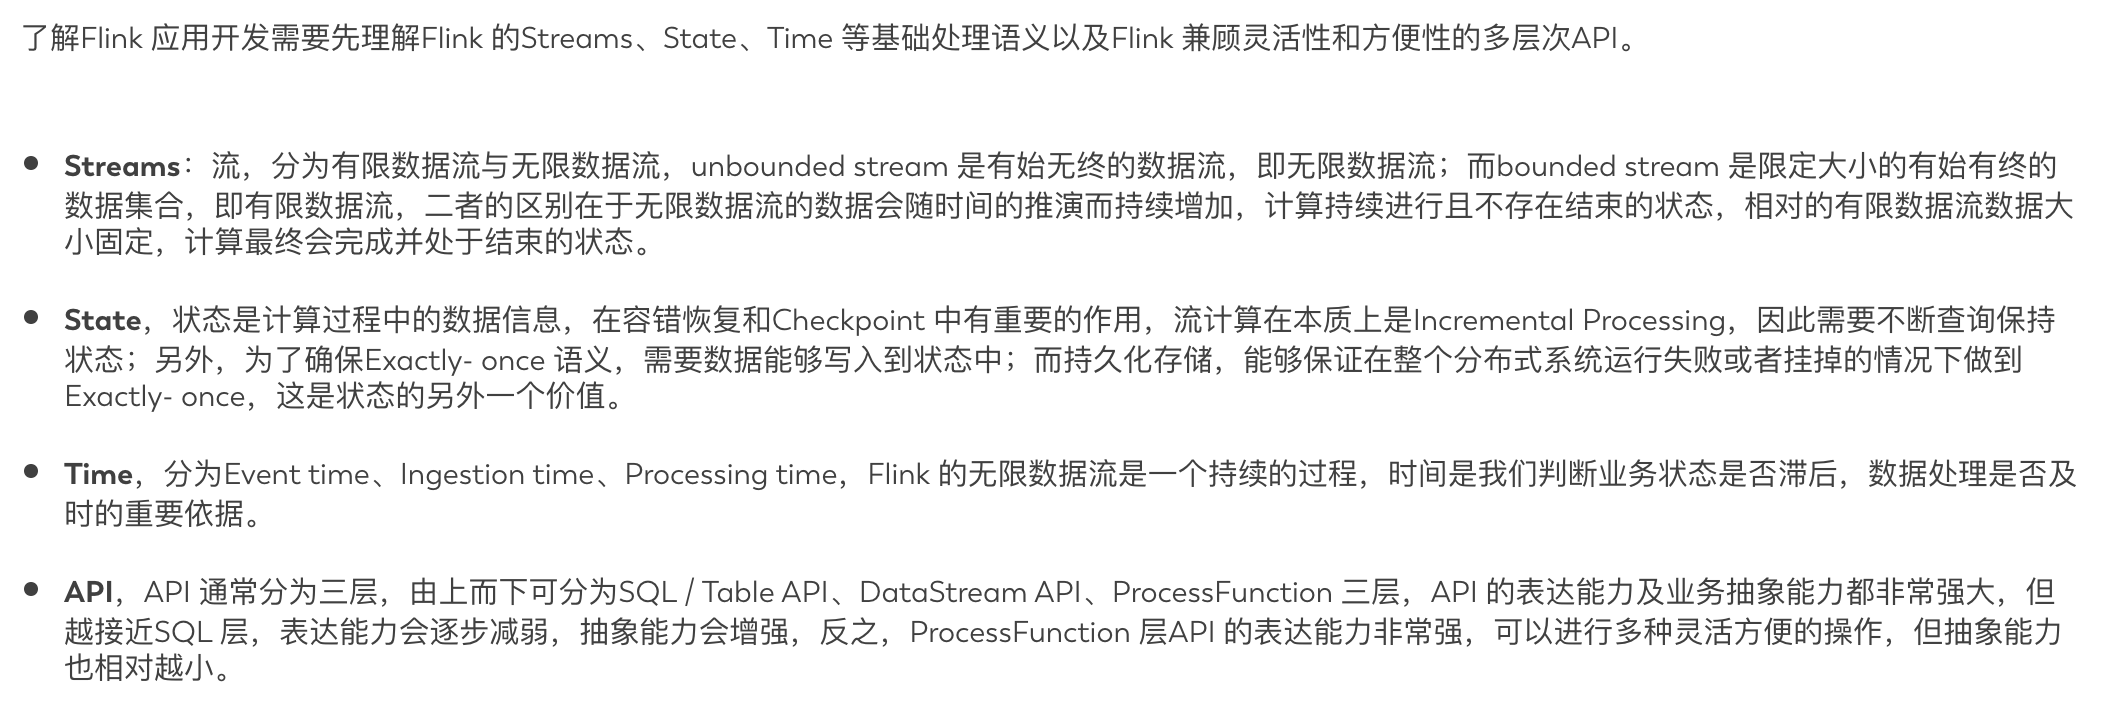 了解Flink 应用开发需要先理解Flink 的Streams、State、Time 等基础处理语义以及Flink 兼顾灵活性和方便性的多层次API。
● Streams：流，分为有限数据流与无限数据流，unbounded stream 是有始无终的数据流，即无限数据流；而bounded stream 是限定大小的有始有终的
数据集合，即有限数据流，二者的区别在于无限数据流的数据会随时间的推演而持续增加，计算持续进行且不存在结束的状态，相对的有限数据流数据大
小固定，计算最终会完成并处于结束的状态。
● State，状态是计算过程中的数据信息，在容错恢复和Checkpoint 中有重要的作用，流计算在本质上是Incremental Processing，因此需要不断查询保持
状态；另外，为了确保Exactly- once 语义，需要数据能够写入到状态中；而持久化存储，能够保证在整个分布式系统运行失败或者挂掉的情况下做到
Exactly- once，这是状态的另外一个价值。
● Time，分为Event time、Ingestion time、Processing time，Flink 的无限数据流是一个持续的过程，时间是我们判断业务状态是否滞后，数据处理是否及
时的重要依据。
● API，API 通常分为三层，由上而下可分为SQL / Table API、DataStream API、ProcessFunction 三层，API 的表达能力及业务抽象能力都非常强大，但
越接近SQL 层，表达能力会逐步减弱，抽象能力会增强，反之，ProcessFunction 层API 的表达能力非常强，可以进行多种灵活方便的操作，但抽象能力
也相对越小。